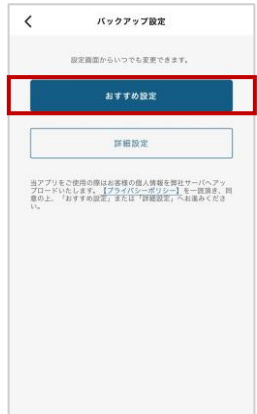 バックアップ設定
設定画面からいつでも変更できます。
おすすめ設定
詳細設定
当アプリをご使用の際はお客様の個人情報を弊社サーバへアッ
プロードいたします。【プライバシーポリシー】を一読頂き、同
意の上、「おすすめ設定」または「詳細設定」へお進みくださ
い。